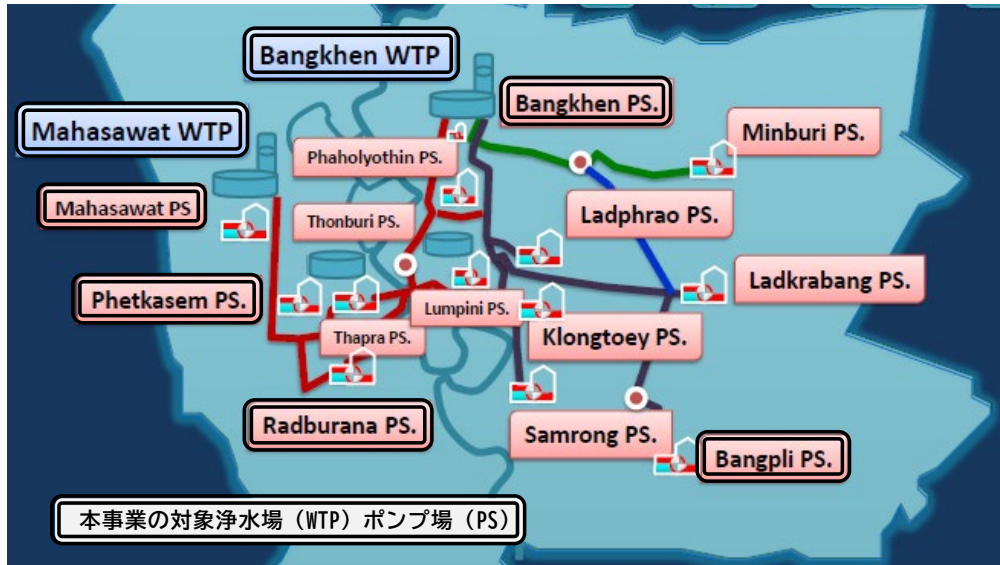 Bangkhen WTP
Mahasawat WTP
Bangkhen PS.
Minburi PS.
Phaholyothin PS.
Mahasawat PS
Thonburi PS.
Ladphrao PS.
Phetkasem PS.
Ladkrabang PS.
Lumpini PS.
Thapra PS.
Klongtoey PS.
Radburana PS.
Samrong PS.
Bangpli PS.
本事業の対象浄水場（WTP）ポンプ場（PS）